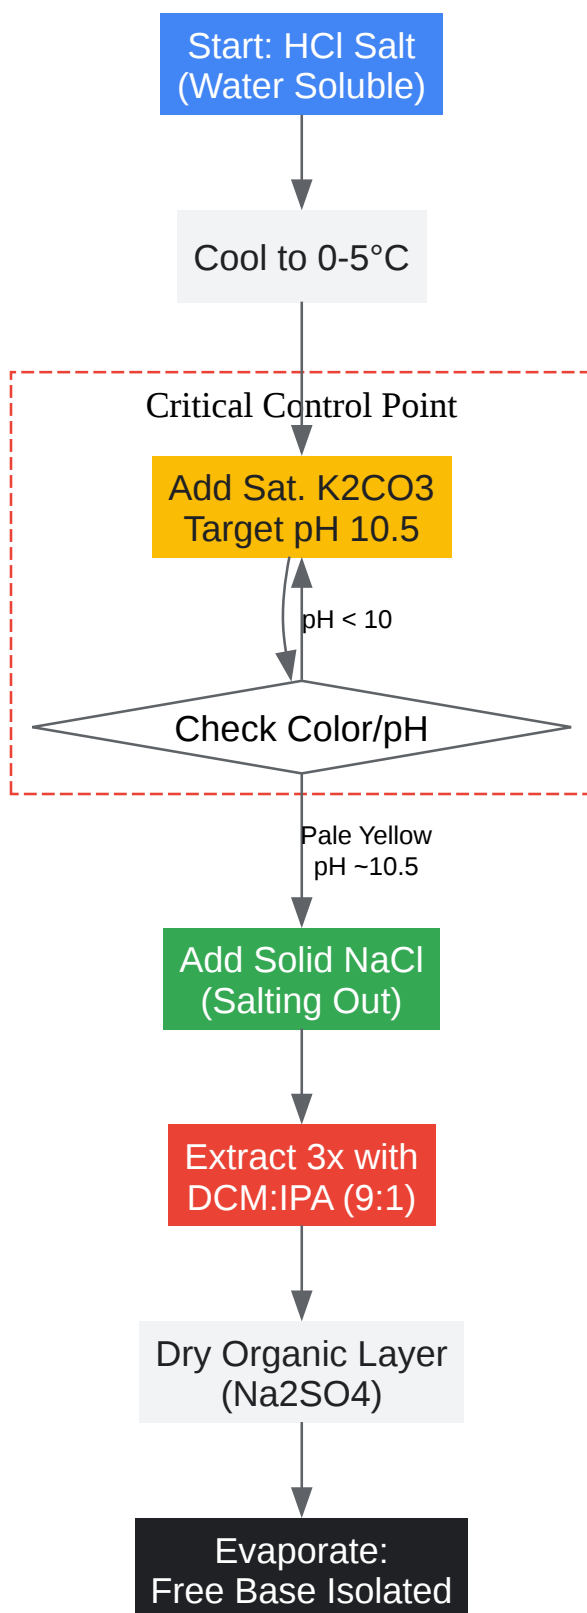 Start: HCl Salt
(Water Soluble)
Cool to 0-5°C
Critical Control Point
Add Sat. K2CO3
Target pH 10.5
pH < 10
Check Color/pH
Pale Yellow
pH ~10.5
Add Solid NaCl
(Salting Out)
Extract 3x with
DCM:IPA (9:1)
Dry Organic Layer
(Na2SO4)
Evaporate:
Free Base Isolated